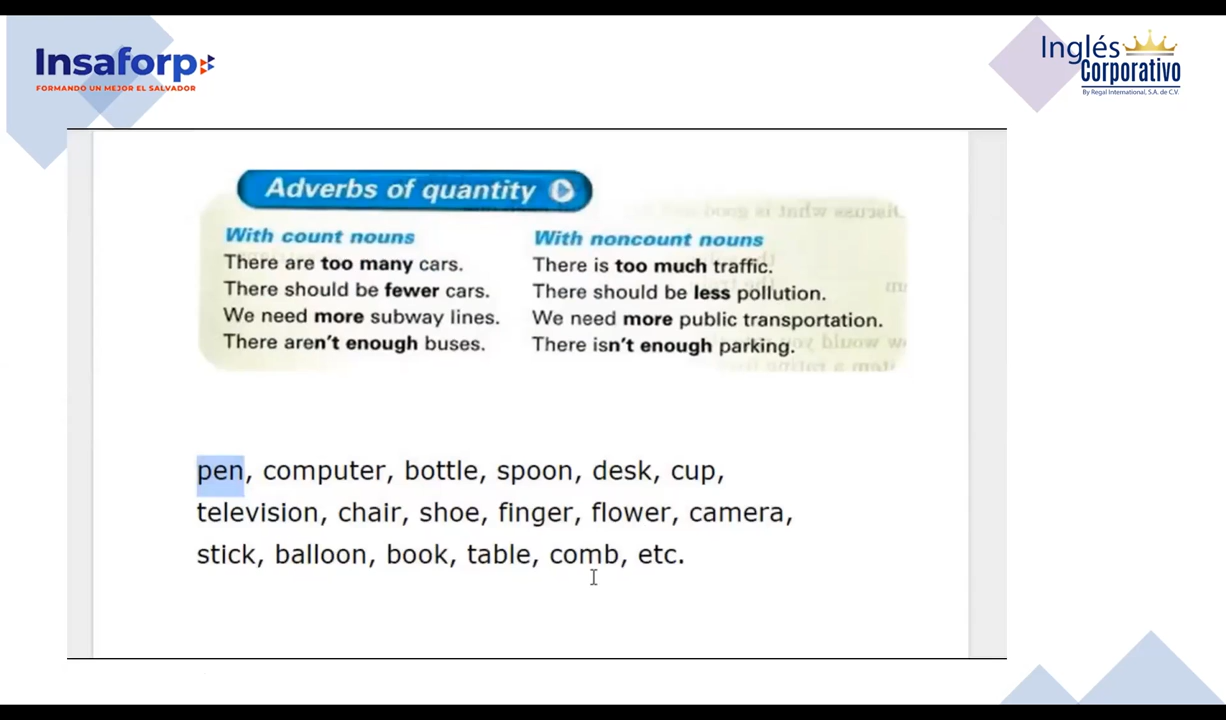 Insaforp
FORMANDO UN MEJOR EL SALVADOR
Inglés
Corporativo
By Regal International, S.A. de C.V.
Adverbs of quantity
With count nouns
There are too many cars.
There should be fewer cars.
We need more subway lines.
There aren't enough buses.
With noncount nouns
There is too much traffic.
There should be less pollution.
We need more public transportation.
There isn't enough parking.
pen, computer, bottle, spoon, desk, cup,
television, chair, shoe, finger, flower, camera,
stick, balloon, book, table, comb, etc.